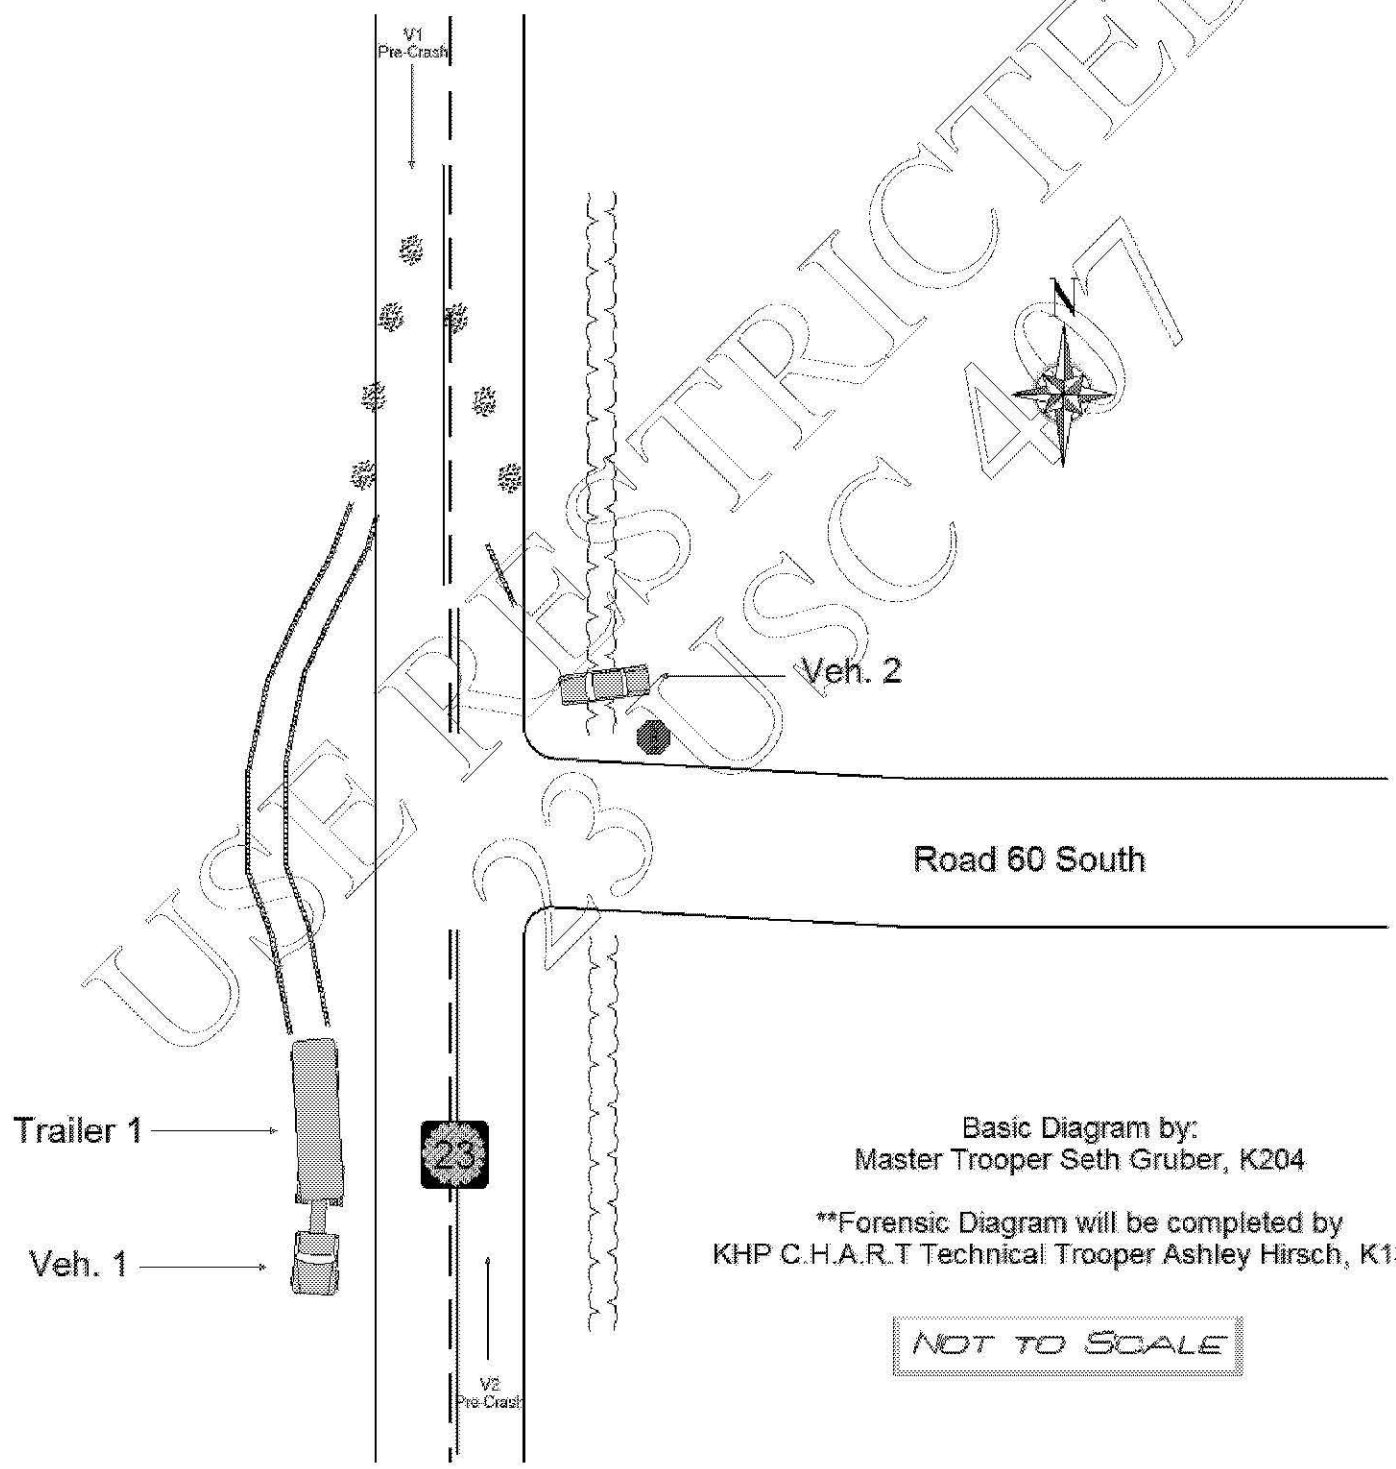 V1
Pre-Crash
N
Veh. 2
Road 60 South
Trailer 1
23
Veh. 1
Basic Diagram by:
Master Trooper Seth Gruber, K204
**Forensic Diagram will be completed by
KHP C.H.A.R.T Technical Trooper Ashley Hirsch, K1
NOT TO SCALE
V2
Pre-Crash
USE RESTRICTED
23 USC 407